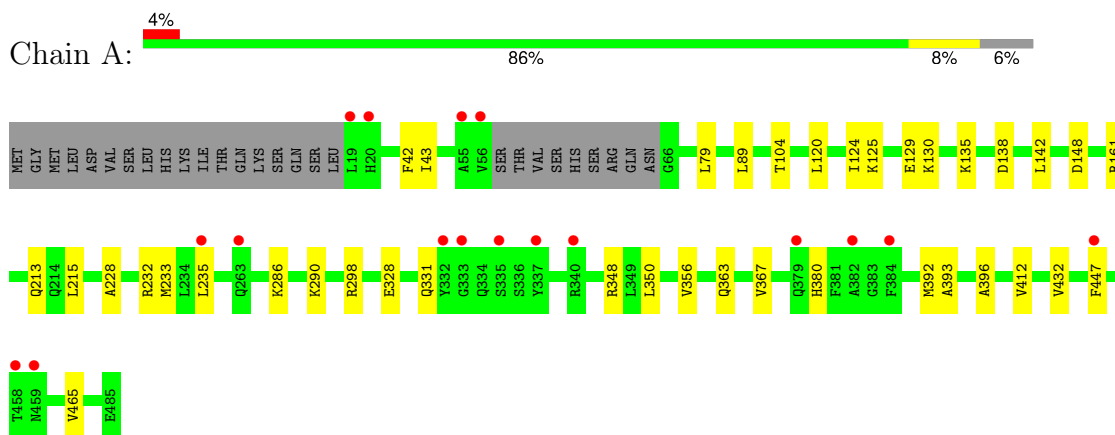 4%
Chain A:
86% 8% 6%
MET GLY MET LEU ASP VAL SER LEU HIS LYS ILE THR GLN LYS SER GLN SER LEU L19 H20 F42 I43 A55 V56 SER THR VAL SER HIS SER ARG GLN ASN G66 L79 L89 T104 L120 I124 K125 E129 K130 K135 D138 L142 D148
Q213 Q214 L215 A228 R232 M233 L234 L235 Q263 K286 K290 R298 E328 Q331 Y332 G333 Q334 S335 S336 Y337 R340 R348 L349 L350 V356 Q363 V367 Q379 H380 F381 A382 G383 F384 M392 A393 A396 V412 V432 F447
T458 N459 V465 E485